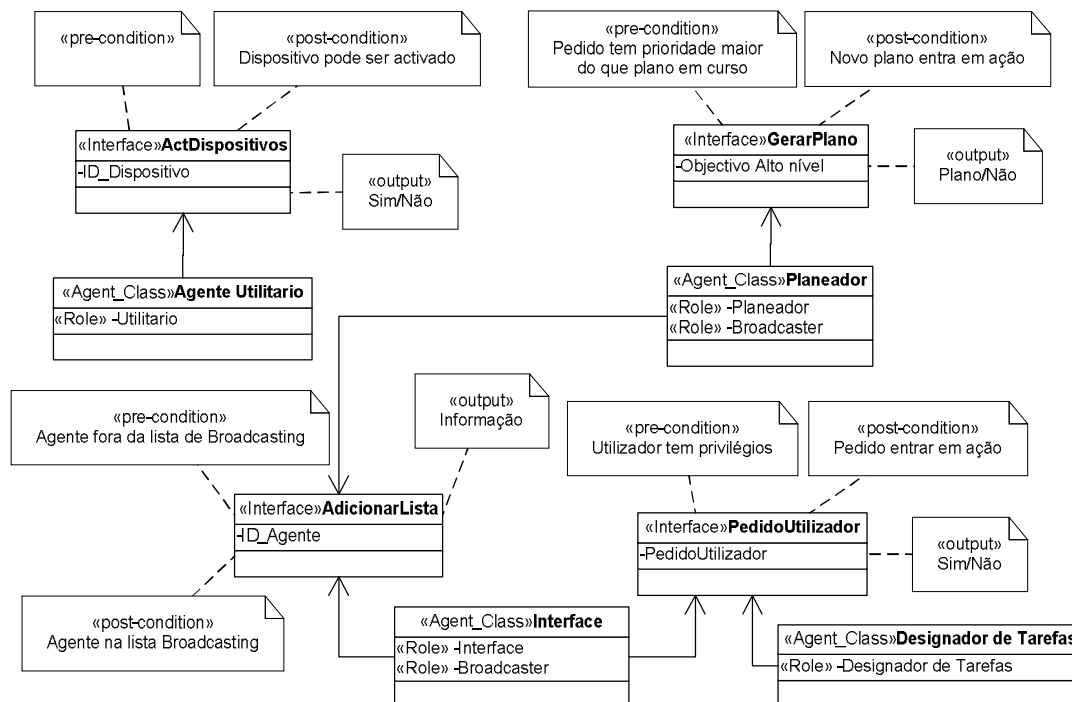 «pre-condition»
«post-condition»
Dispositivo pode ser activado
«pre-condition»
Pedido tem prioridade maior
do que plano em curso
«post-condition»
Novo plano entra em ação
«Interface»ActDispositivos
-ID_Dispositivo
«output»
Sim/Não
«Interface»GerarPlano
-Objectivo Alto nível
«output»
Plano/Não
«Agent_Class»Agente Utilitario
«Role» -Utilitario
«Agent_Class»Planeador
«Role» -Planeador
«Role» -Broadcaster
«pre-condition»
Agente fora da lista de Broadcasting
«output»
Informação
«pre-condition»
Utilizador tem privilégios
«post-condition»
Pedido entrar em ação
«Interface»AdicionarLista
-ID_Agente
«Interface»PedidoUtilizador
-PedidoUtilizador
«output»
Sim/Não
«post-condition»
Agente na lista Broadcasting
«Agent_Class»Interface
«Role» -Interface
«Role» -Broadcaster
«Agent_Class»Designador de Tarefas
«Role» -Designador de Tarefas